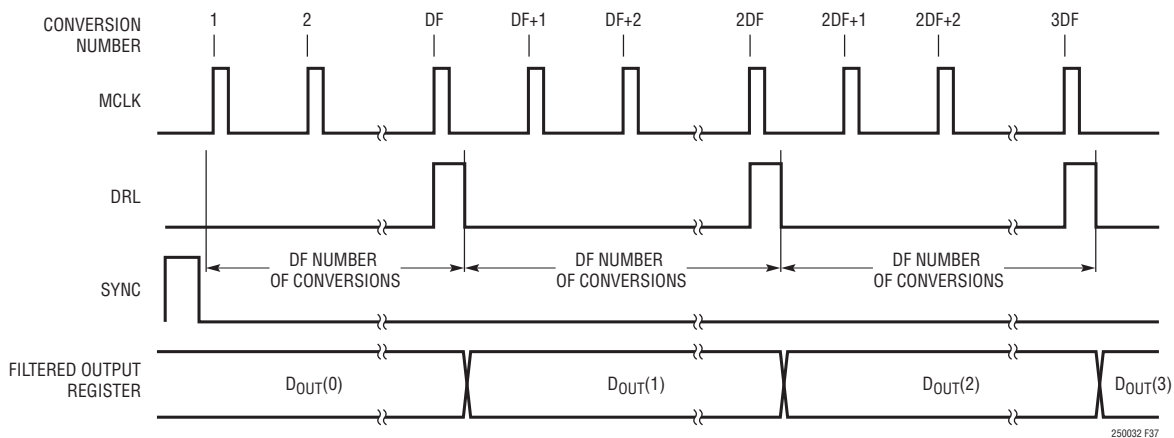 CONVERSION
NUMBER
1 2 DF DF+1 DF+2 2DF 2DF+1 2DF+2 3DF
MCLK
DRL
DF NUMBER
OF CONVERSIONS
DF NUMBER
OF CONVERSIONS
DF NUMBER
OF CONVERSIONS
SYNC
FILTERED OUTPUT
REGISTER
DOUT(0) DOUT(1) DOUT(2) DOUT(3)
250032 F37